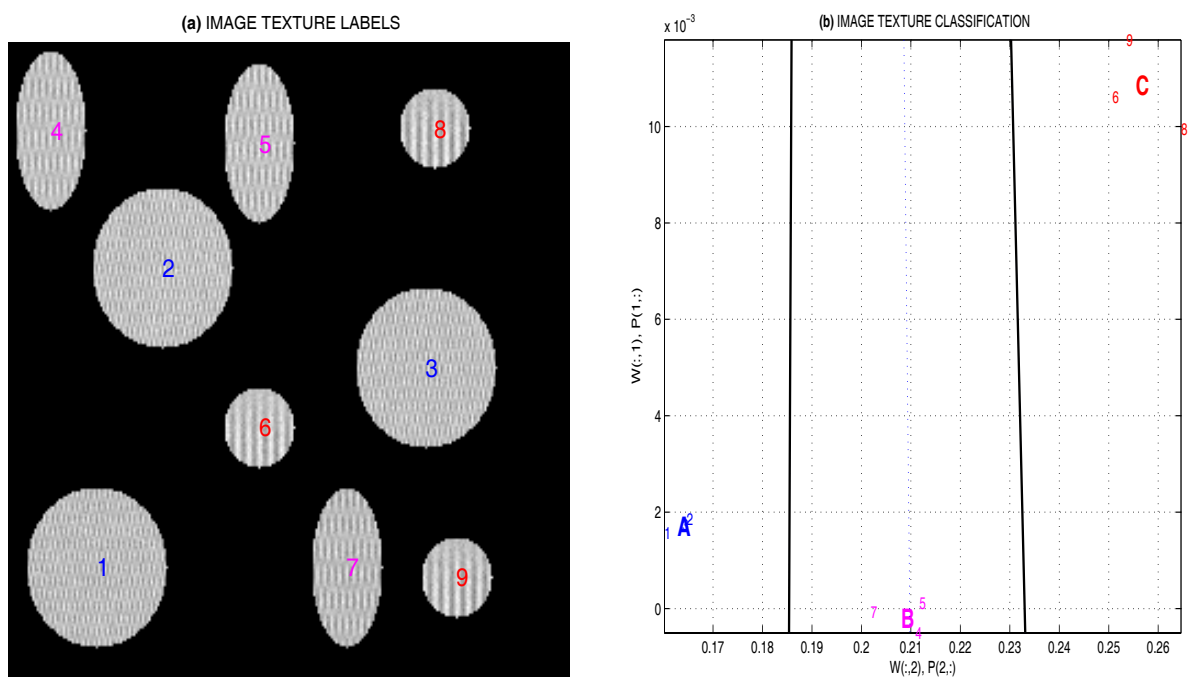 (a) IMAGE TEXTURE LABELS
4
5
8
2
3
6
1
7
9
(b) IMAGE TEXTURE CLASSIFICATION
x 10⁻³
W(:,1), P(1,:)
10
8
6
4
2
0
9
C
6
8
1
A
2
7
B
5
4
0.17 0.18 0.19 0.2 0.21 0.22 0.23 0.24 0.25 0.26
W(:,2), P(2,:)